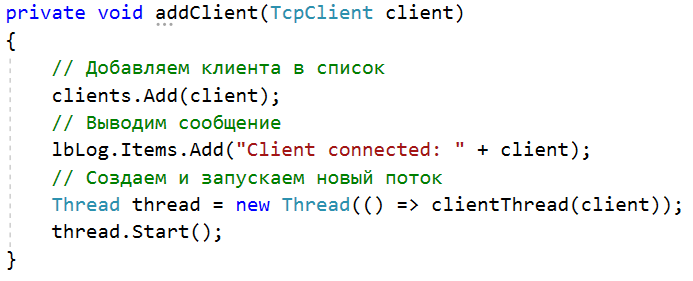 private void addClient(TcpClient client)
{
// Добавляем клиента в список
clients.Add(client);
// Выводим сообщение
lbLog.Items.Add("Client connected: " + client);
// Создаем и запускаем новый поток
Thread thread = new Thread(() => clientThread(client));
thread.Start();
}